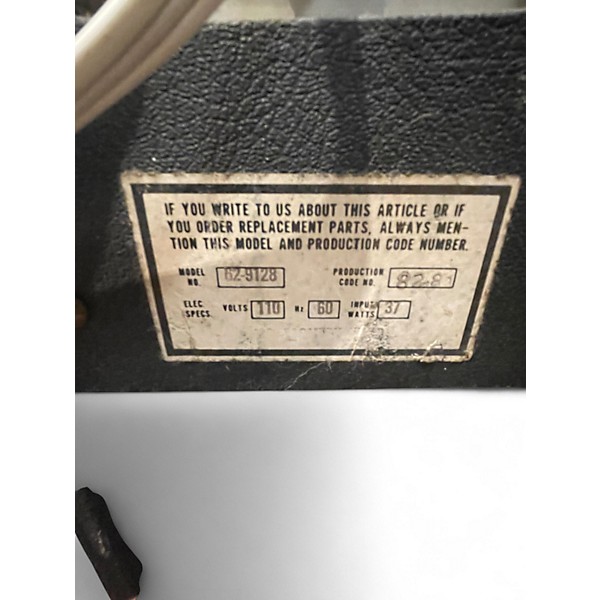 IF YOU WRITE TO US ABOUT THIS ARTICLE OR IF
YOU ORDER REPLACEMENT PARTS, ALWAYS MEN-
TION THIS MODEL AND PRODUCTION CODE NUMBER.
MODEL NO. 62-9128 PRODUCTION CODE NO.
ELEC. SPECS. VOLTS 110 Hz 60 INPUT WATTS 37